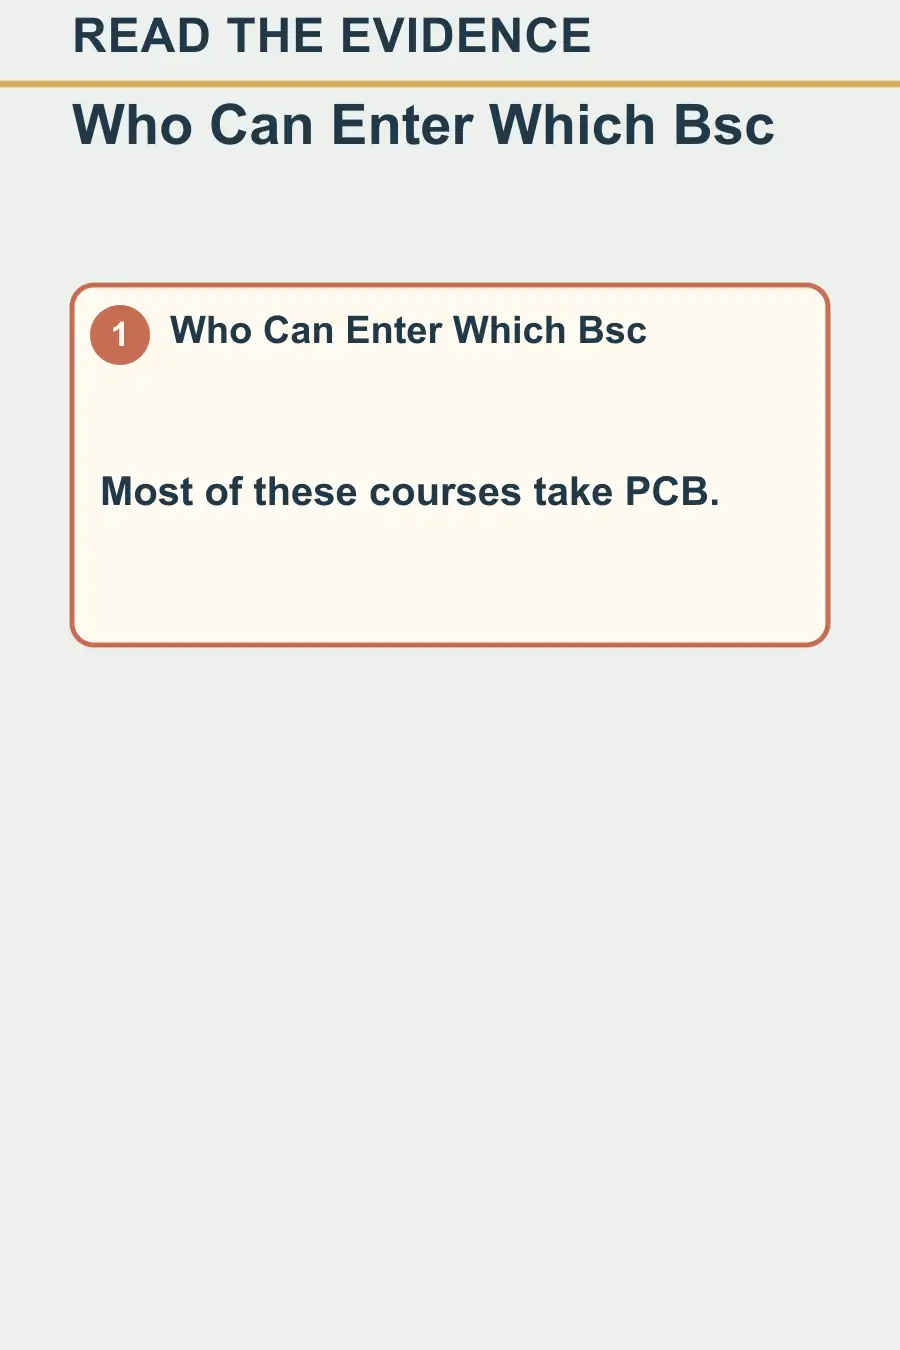 READ THE EVIDENCE
Who Can Enter Which Bsc
1 Who Can Enter Which Bsc
Most of these courses take PCB.